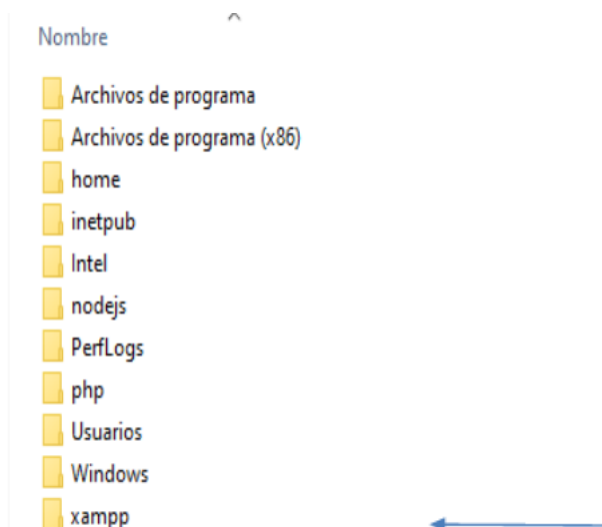 Nombre
Archivos de programa
Archivos de programa (x86)
home
inetpub
Intel
nodejs
PerfLogs
php
Usuarios
Windows
xampp